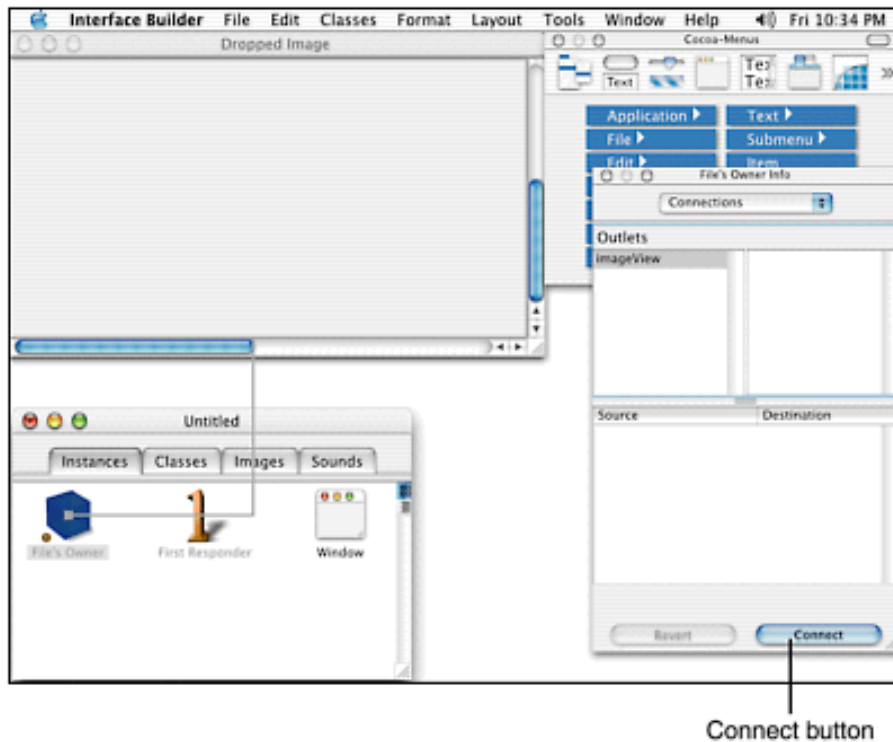 Interface Builder File Edit Classes Format Layout Tools Window Help Fri 10:34 PM
Dropped Image
Cocoa-Menus
Text
Application
Text
File
Submenu
Edit
Item
File's Owner Info
Connections
Outlets
imageView
Source Destination
Untitled
Instances Classes Images Sounds
1
File's Owner First Responder Window
Revert Connect
Connect button